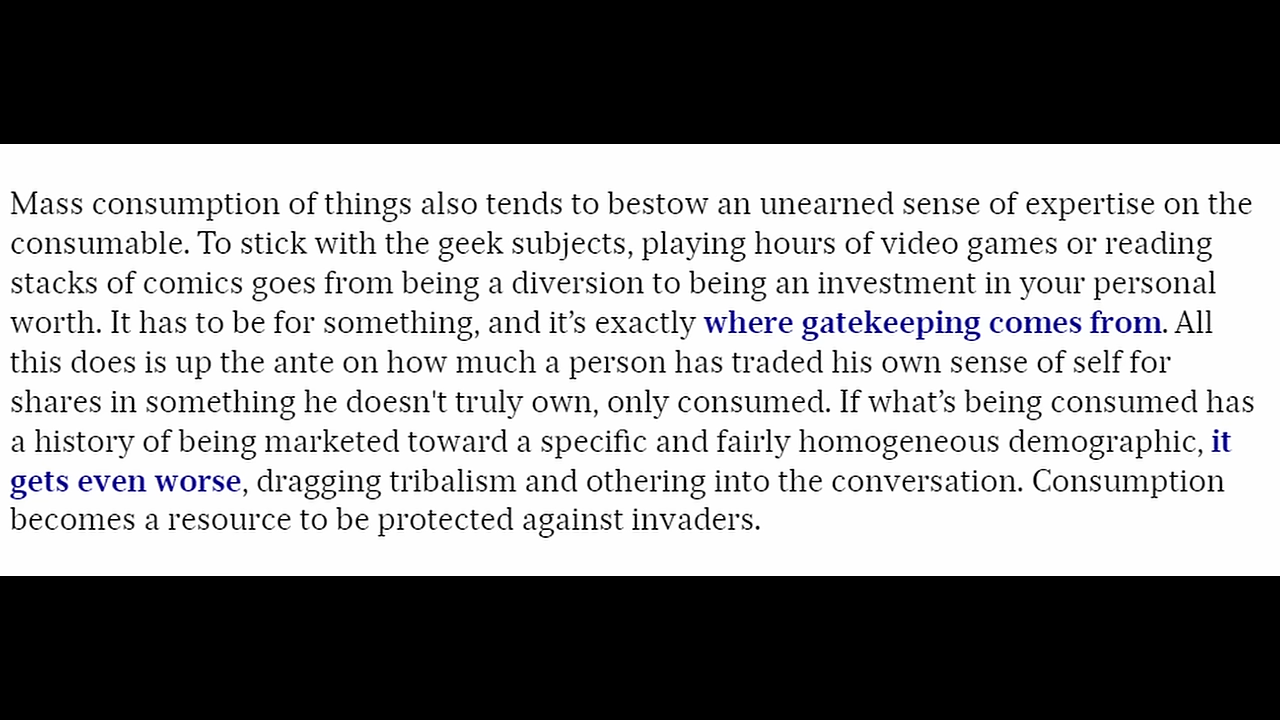 Mass consumption of things also tends to bestow an unearned sense of expertise on the
consumable. To stick with the geek subjects, playing hours of video games or reading
stacks of comics goes from being a diversion to being an investment in your personal
worth. It has to be for something, and it’s exactly where gatekeeping comes from. All
this does is up the ante on how much a person has traded his own sense of self for
shares in something he doesn't truly own, only consumed. If what’s being consumed has
a history of being marketed toward a specific and fairly homogeneous demographic, it
gets even worse, dragging tribalism and othering into the conversation. Consumption
becomes a resource to be protected against invaders.